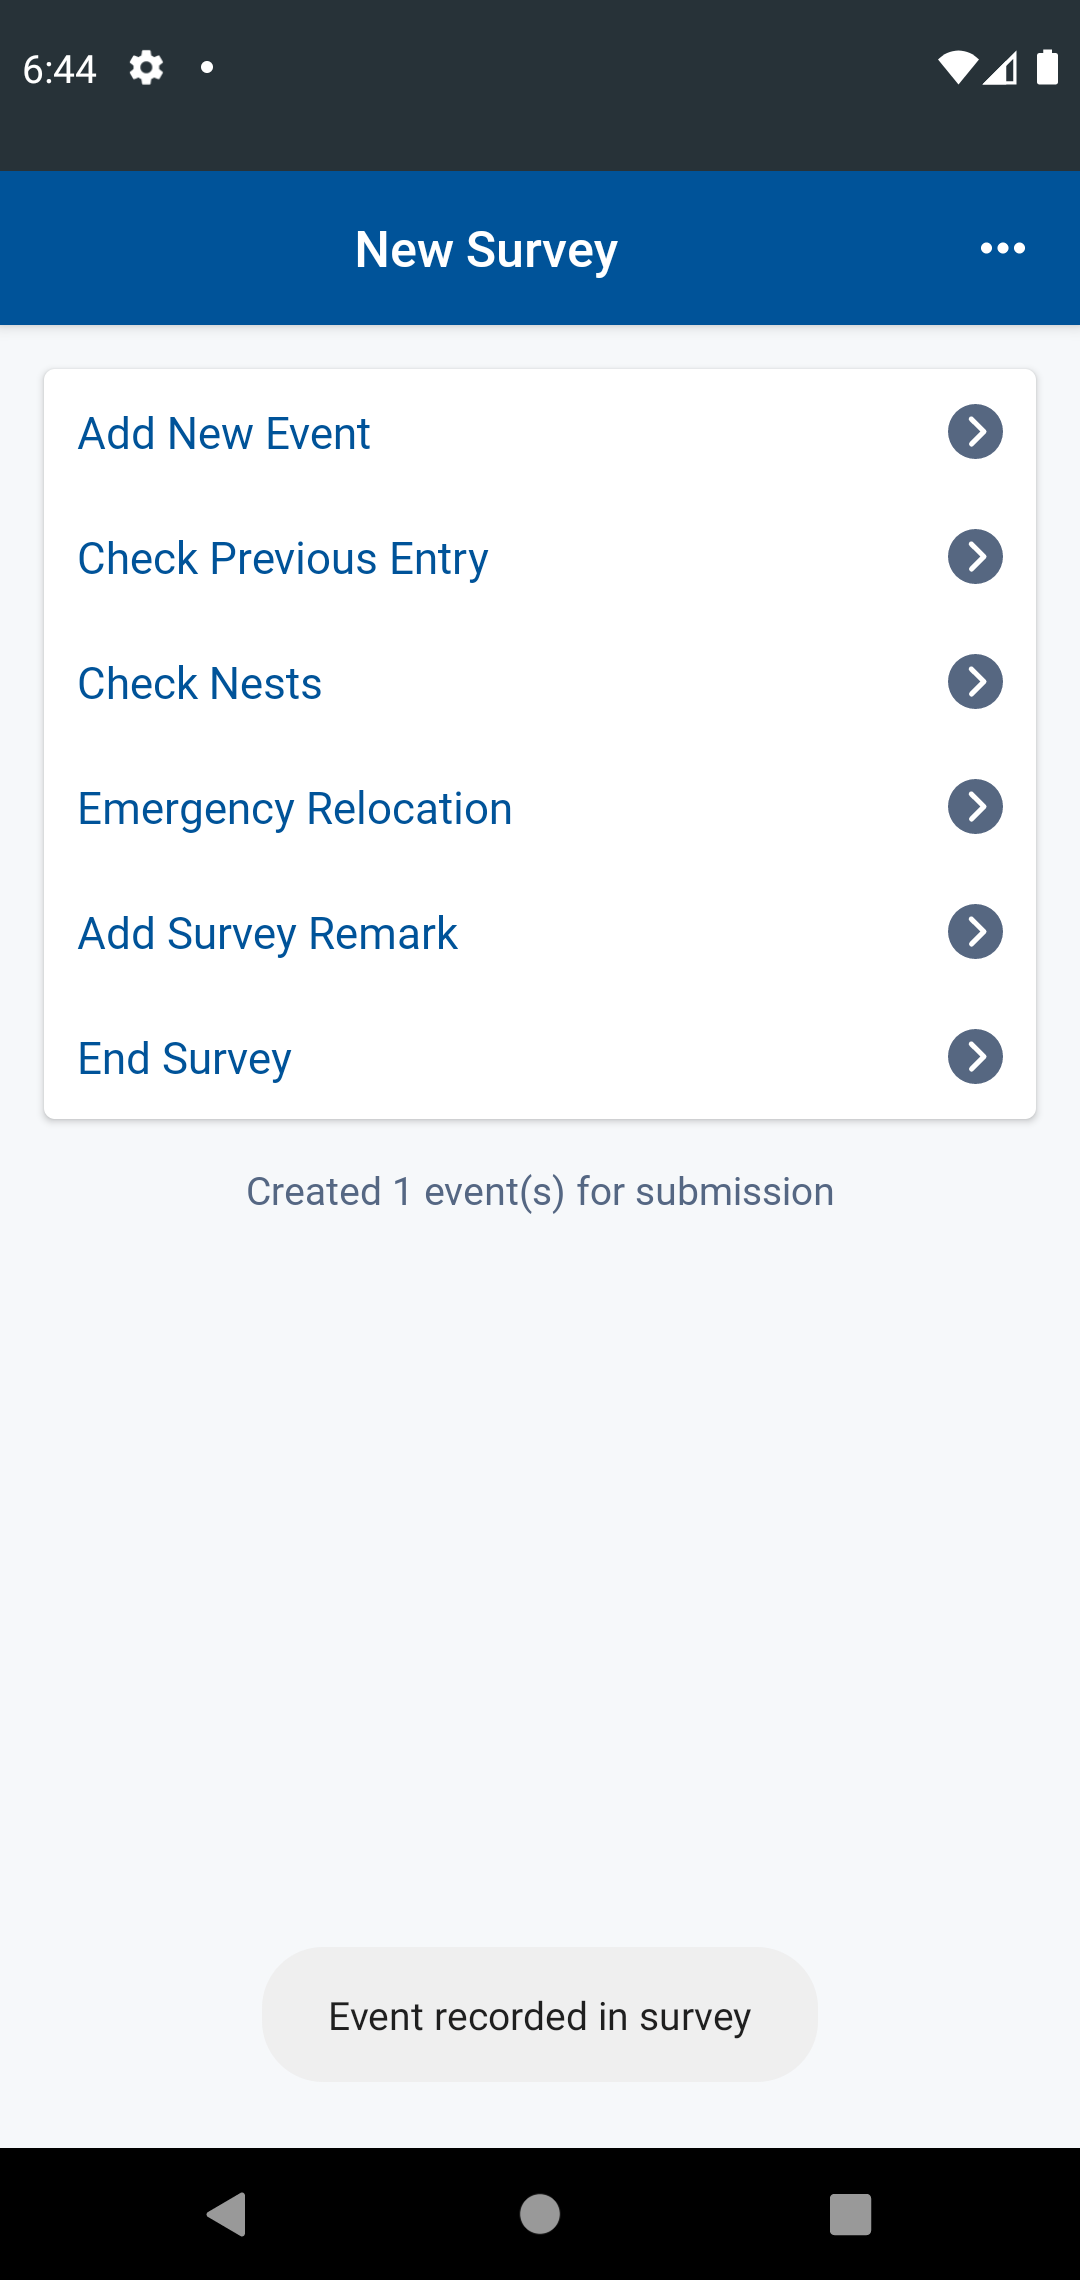 6:44
New Survey
Add New Event
Check Previous Entry
Check Nests
Emergency Relocation
Add Survey Remark
End Survey
Created 1 event(s) for submission
Event recorded in survey